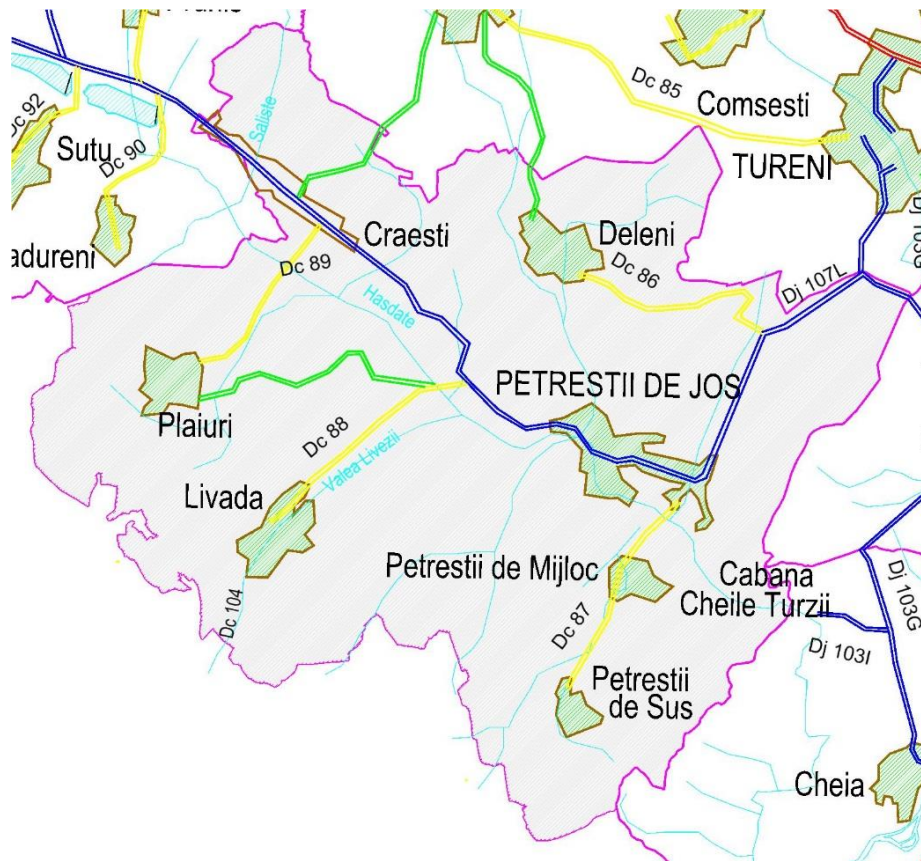 Dc 85
Comsesti
TURENI
Dc 92
Sutu
Dc 90
adureni
Saliste
Craesti
Dc 89
Hasdate
Deleni
Dc 86
Dj 107L
Dj 103G
PETRESTII DE JOS
Plaiuri
Dc 88
Valea Livezii
Livada
Dc 104
Petrestii de Mijloc
Dc 87
Cabana
Cheile Turzii
Dj 103G
Dj 103I
Petrestii
de Sus
Cheia